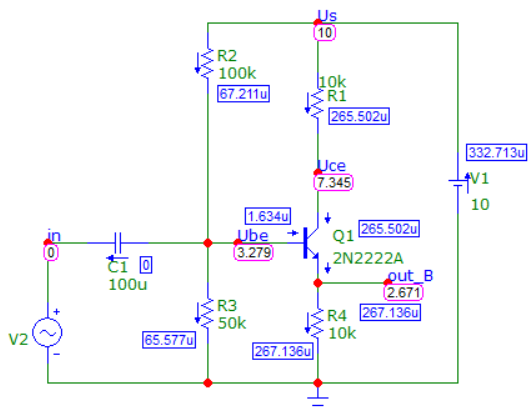 Us
10
R2
100k
67.211u
10k
R1
265.502u
332.713u
V1
10
Uce
7.345
in
0
C1
100u
0
Ube
3.279
1.634u
Q1
2N2222A
265.502u
out_B
2.671
267.136u
V2
+
-
R3
50k
65.577u
R4
10k
267.136u